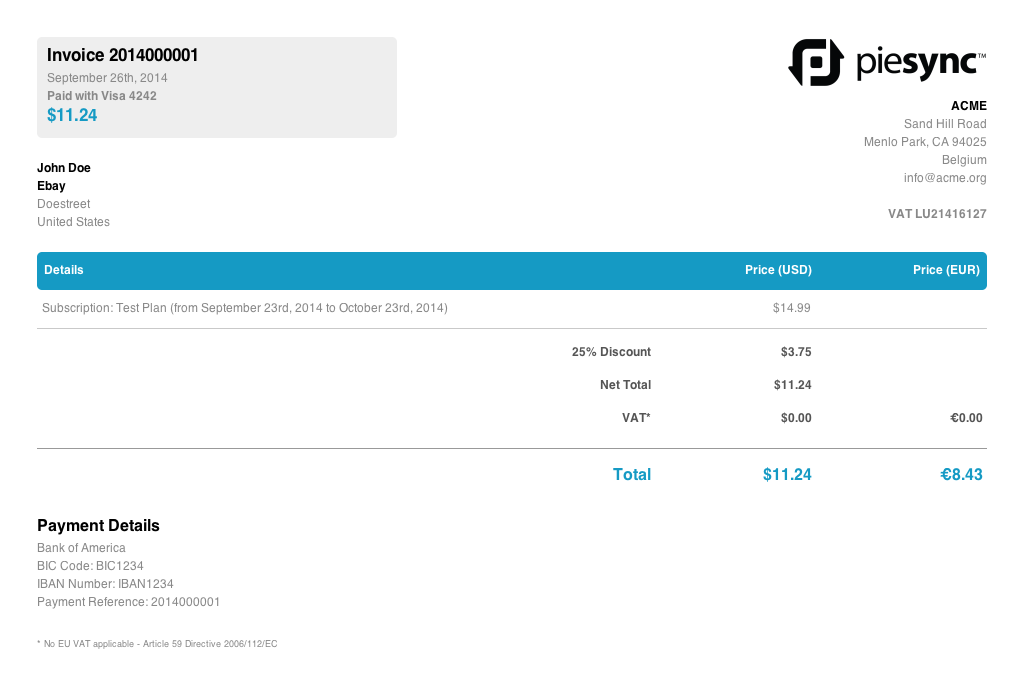 Invoice 2014000001
September 26th, 2014
Paid with Visa 4242
$11.24
piesync™
ACME
Sand Hill Road
Menlo Park, CA 94025
Belgium
info@acme.org
VAT LU21416127
John Doe
Ebay
Doestreet
United States
Details Price (USD) Price (EUR)
Subscription: Test Plan (from September 23rd, 2014 to October 23rd, 2014) $14.99
25% Discount $3.75
Net Total $11.24
VAT* $0.00 €0.00
Total $11.24 €8.43
Payment Details
Bank of America
BIC Code: BIC1234
IBAN Number: IBAN1234
Payment Reference: 2014000001
* No EU VAT applicable - Article 59 Directive 2006/112/EC